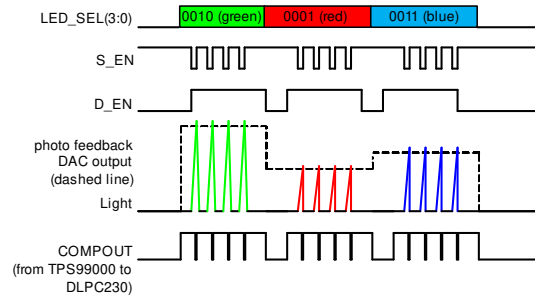 LED_SEL(3:0)
0010 (green)
0001 (red)
0011 (blue)
S_EN
D_EN
photo feedback
DAC output
(dashed line)
Light
COMPOUT
(from TPS99000 to
DLPC230)